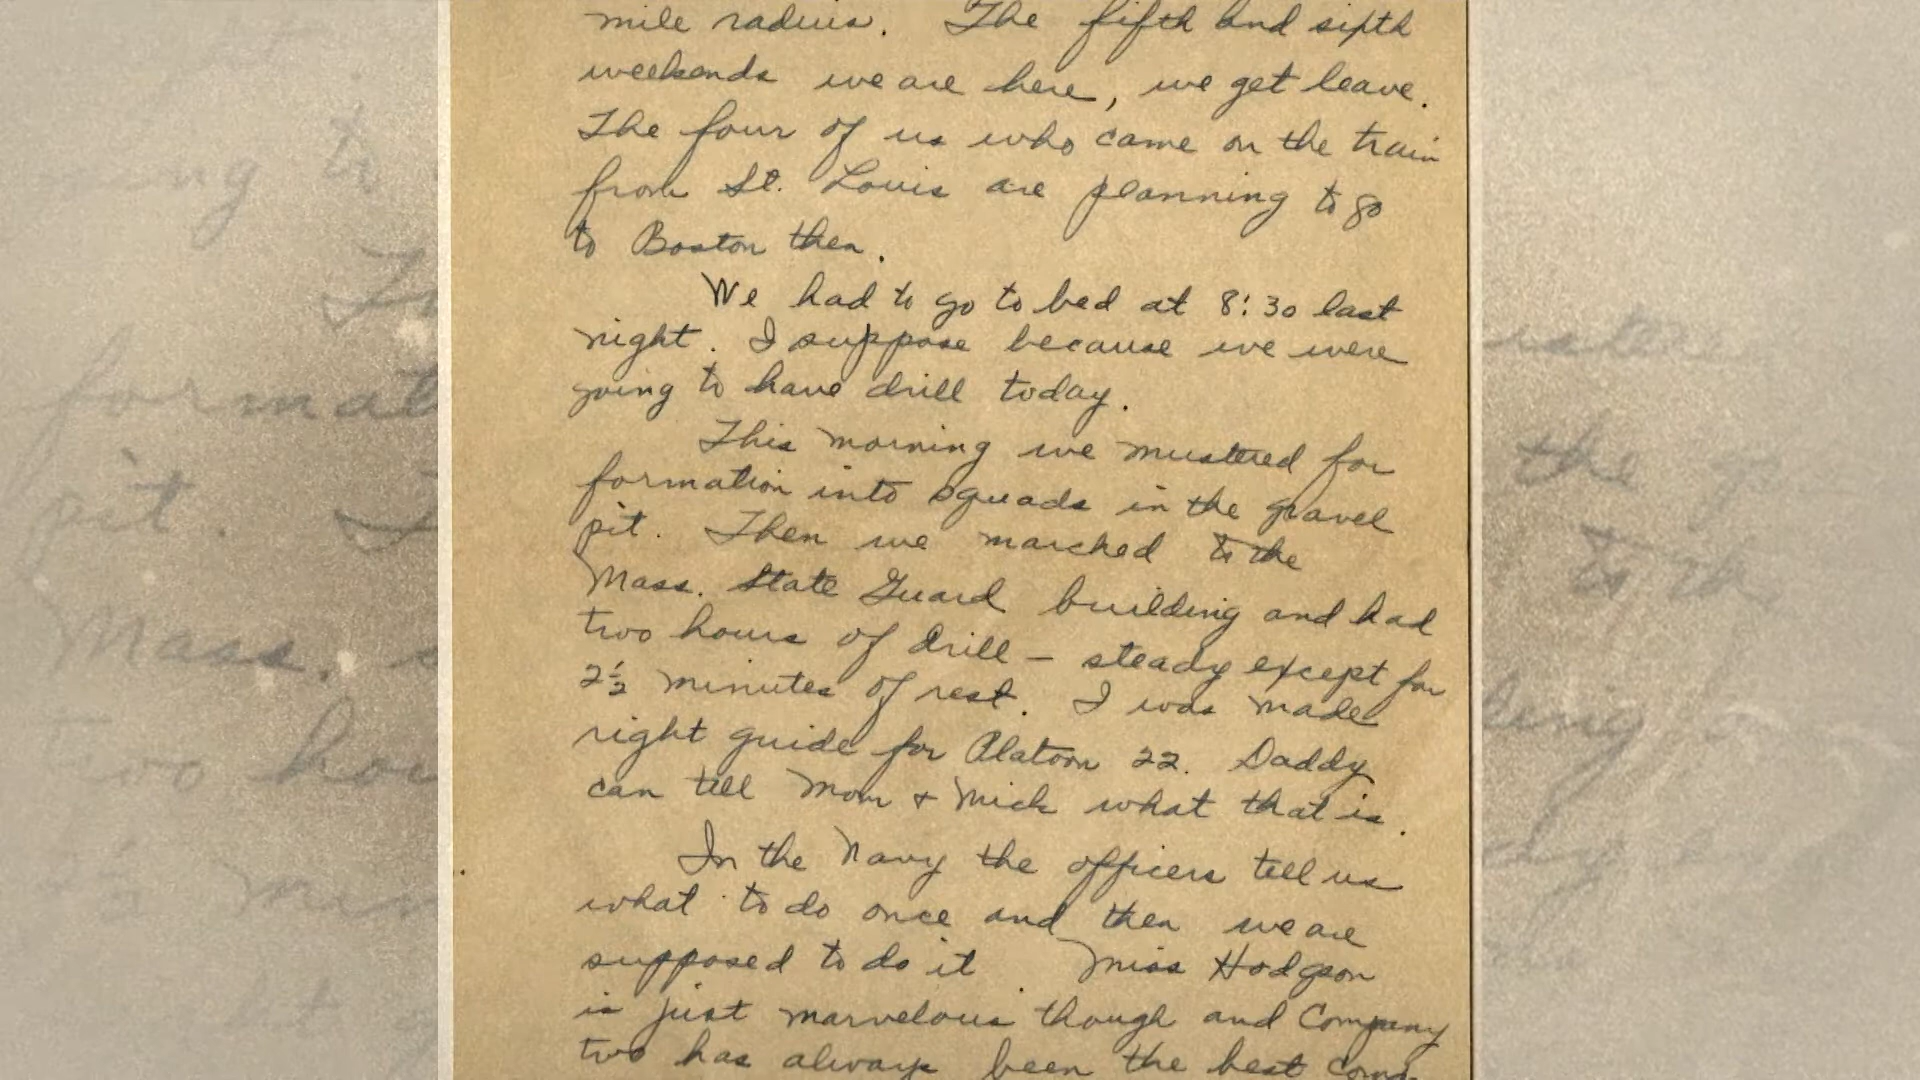 mile radius. The fifth and sixth
weekends we are here, we get leave.
The four of us who came on the train
from St. Louis are planning to go
to Boston then.
We had to go to bed at 8:30 last
night. I suppose because we were
going to have drill today.
This morning we mustered for
formation into squads in the gravel
pit. Then we marched to the
Mass. State Guard building and had
two hours of drill – steady except for
2½ minutes of rest. I was made
right guide for Platoon 22. Daddy
can tell Mom + Mick what that is.
In the Navy the officers tell us
what to do once and then we are
supposed to do it. Miss Hodgson
is just marvelous though and Company
two has always been the best